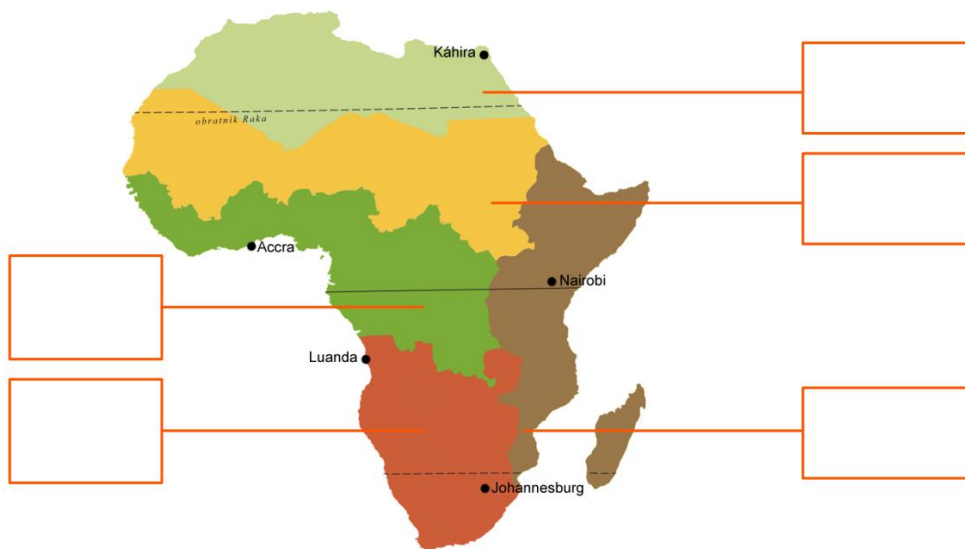 Káhira
obratník Raka
Accra
Nairobi
Luanda
Johannesburg